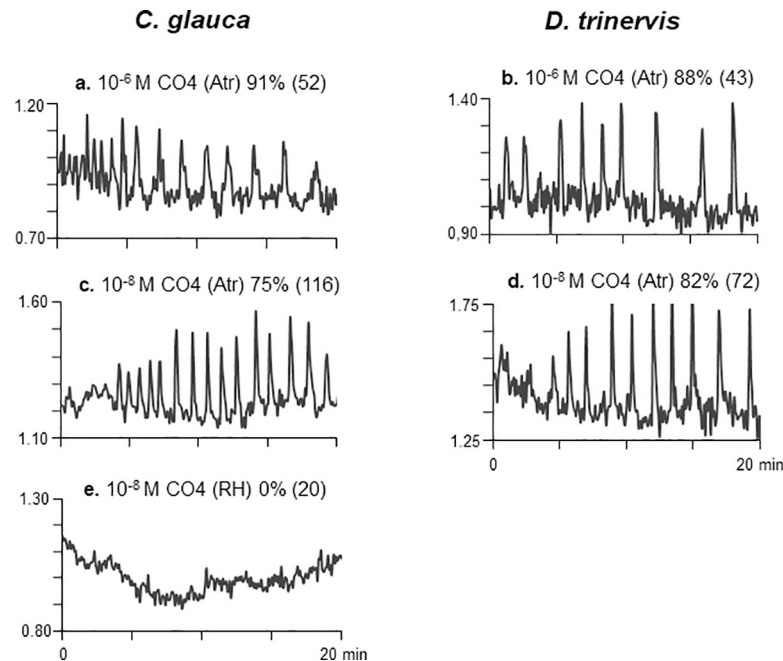 C. glauca
D. trinervis
a. 10⁻⁶ M CO4 (Atr) 91% (52)
1.20
0.70
b. 10⁻⁶ M CO4 (Atr) 88% (43)
1.40
0,90
c. 10⁻⁸ M CO4 (Atr) 75% (116)
1.60
1.10
d. 10⁻⁸ M CO4 (Atr) 82% (72)
1.75
1.25
0 20 min
e. 10⁻⁸ M CO4 (RH) 0% (20)
1.30
0.80
0 20 min